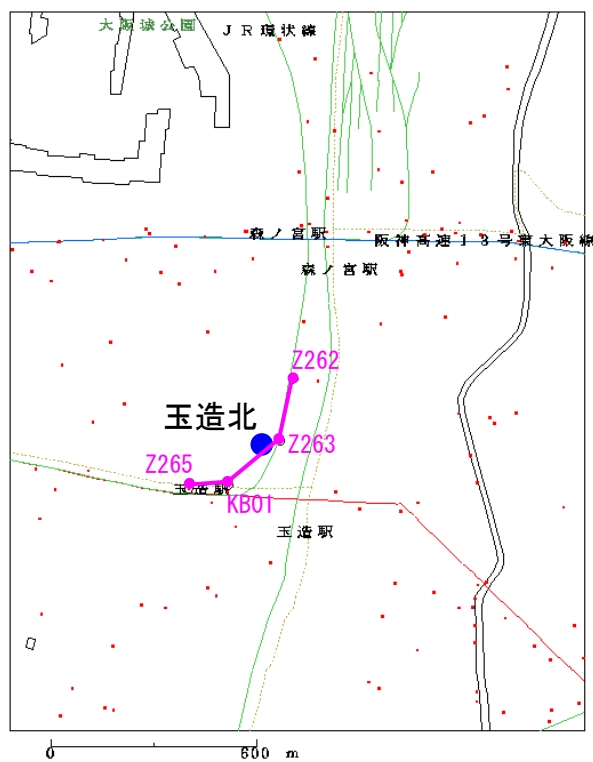 大阪城公園
ＪＲ環状線
森ノ宮駅
阪神高速１３号東大阪線
森ノ宮駅
Z262
玉造北
Z263
Z265
玉造駅
KB01
玉造駅
0 600 m